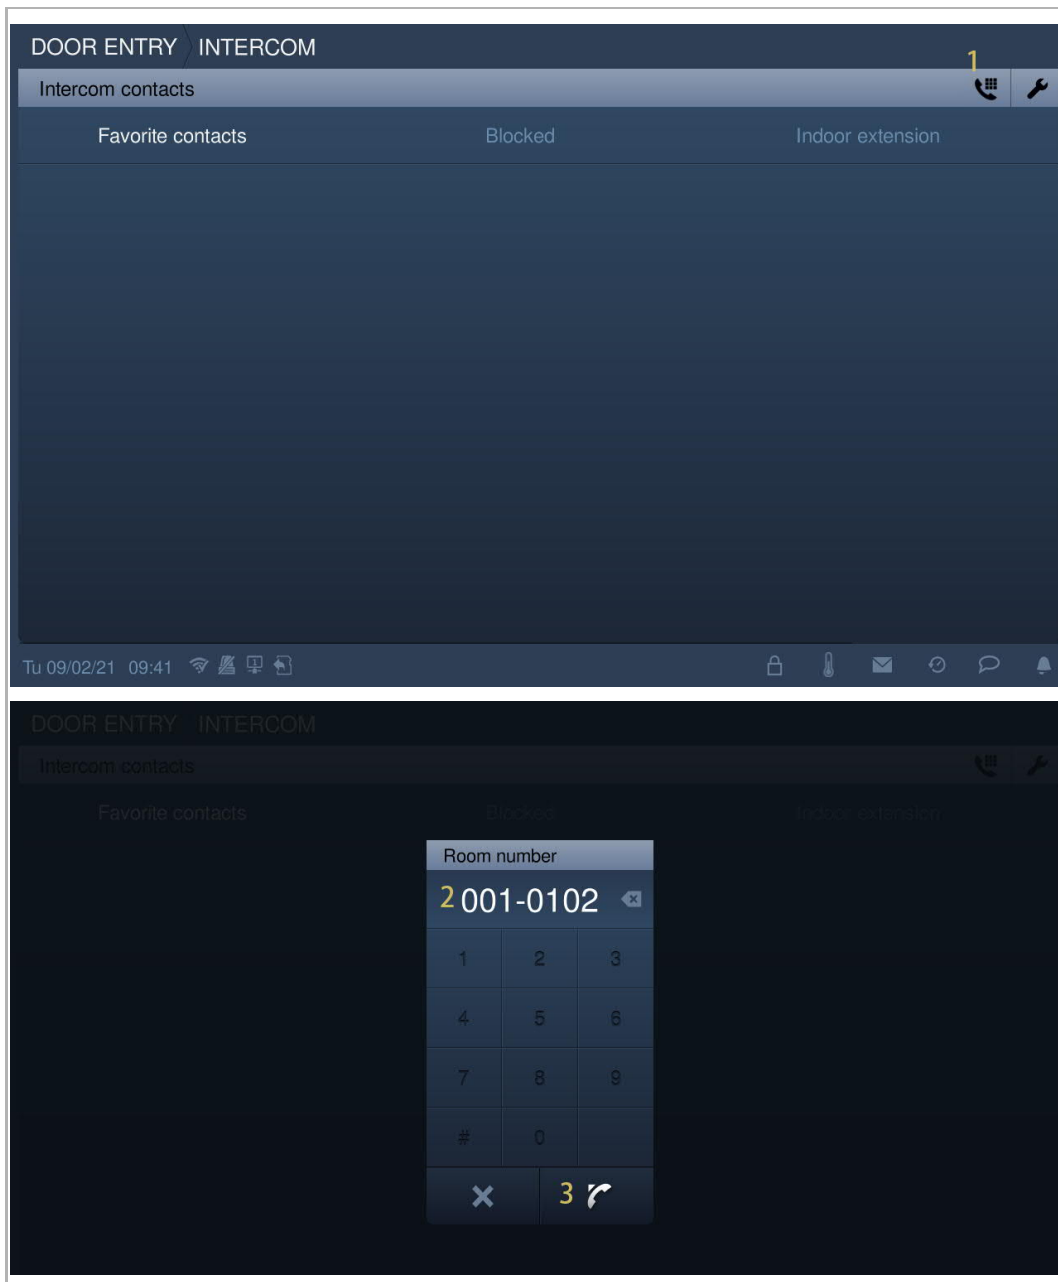 DOOR ENTRY INTERCOM
1
Intercom contacts
Favorite contacts Blocked Indoor extension
Tu 09/02/21 09:41
DOOR ENTRY INTERCOM
Intercom contacts
Favorite contacts Blocked Indoor extension
Room number
2 001-0102
1 2 3
4 5 6
7 8 9
# 0
3